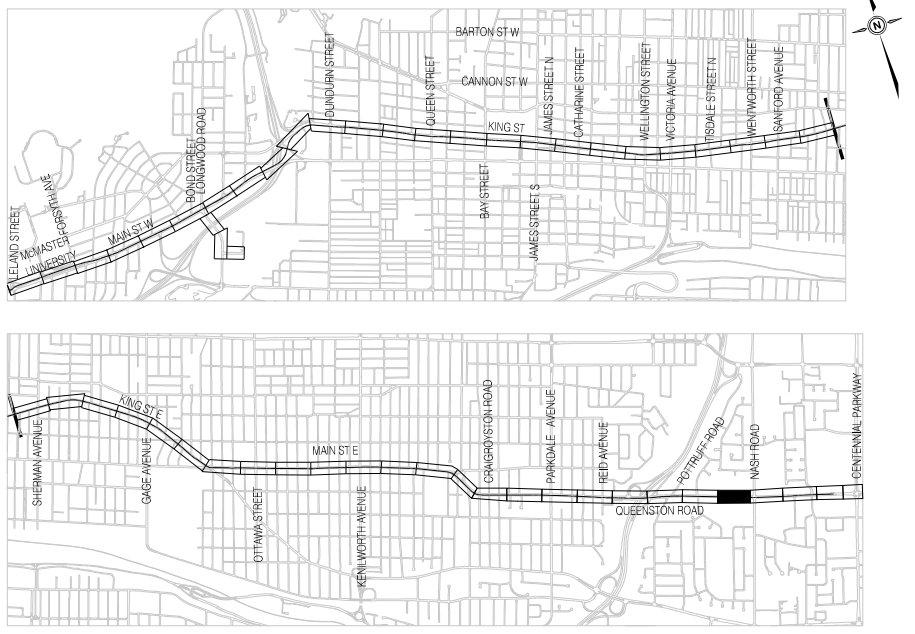 BARTON ST W
CANNON ST W
DUNDURN STREET
QUEEN STREET
JAMES STREET N
CATHARINE STREET
WELLINGTON STREET
VICTORIA AVENUE
TISDALE STREET N
WENTWORTH STREET
SANFORD AVENUE
N
KING ST
BOND STREET
LONGWOOD ROAD
BAY STREET
JAMES STREET S
LELAND STREET
FORSYTH AVE
McMASTER
UNIVERSITY
MAIN ST W
KING ST E
SHERMAN AVENUE
GAGE AVENUE
MAIN ST E
OTTAWA STREET
KENILWORTH AVENUE
CRAIGROYSTON ROAD
PARKDALE AVENUE
REID AVENUE
POTTRUFF ROAD
NASH ROAD
CENTENNIAL PARKWAY
QUEENSTON ROAD